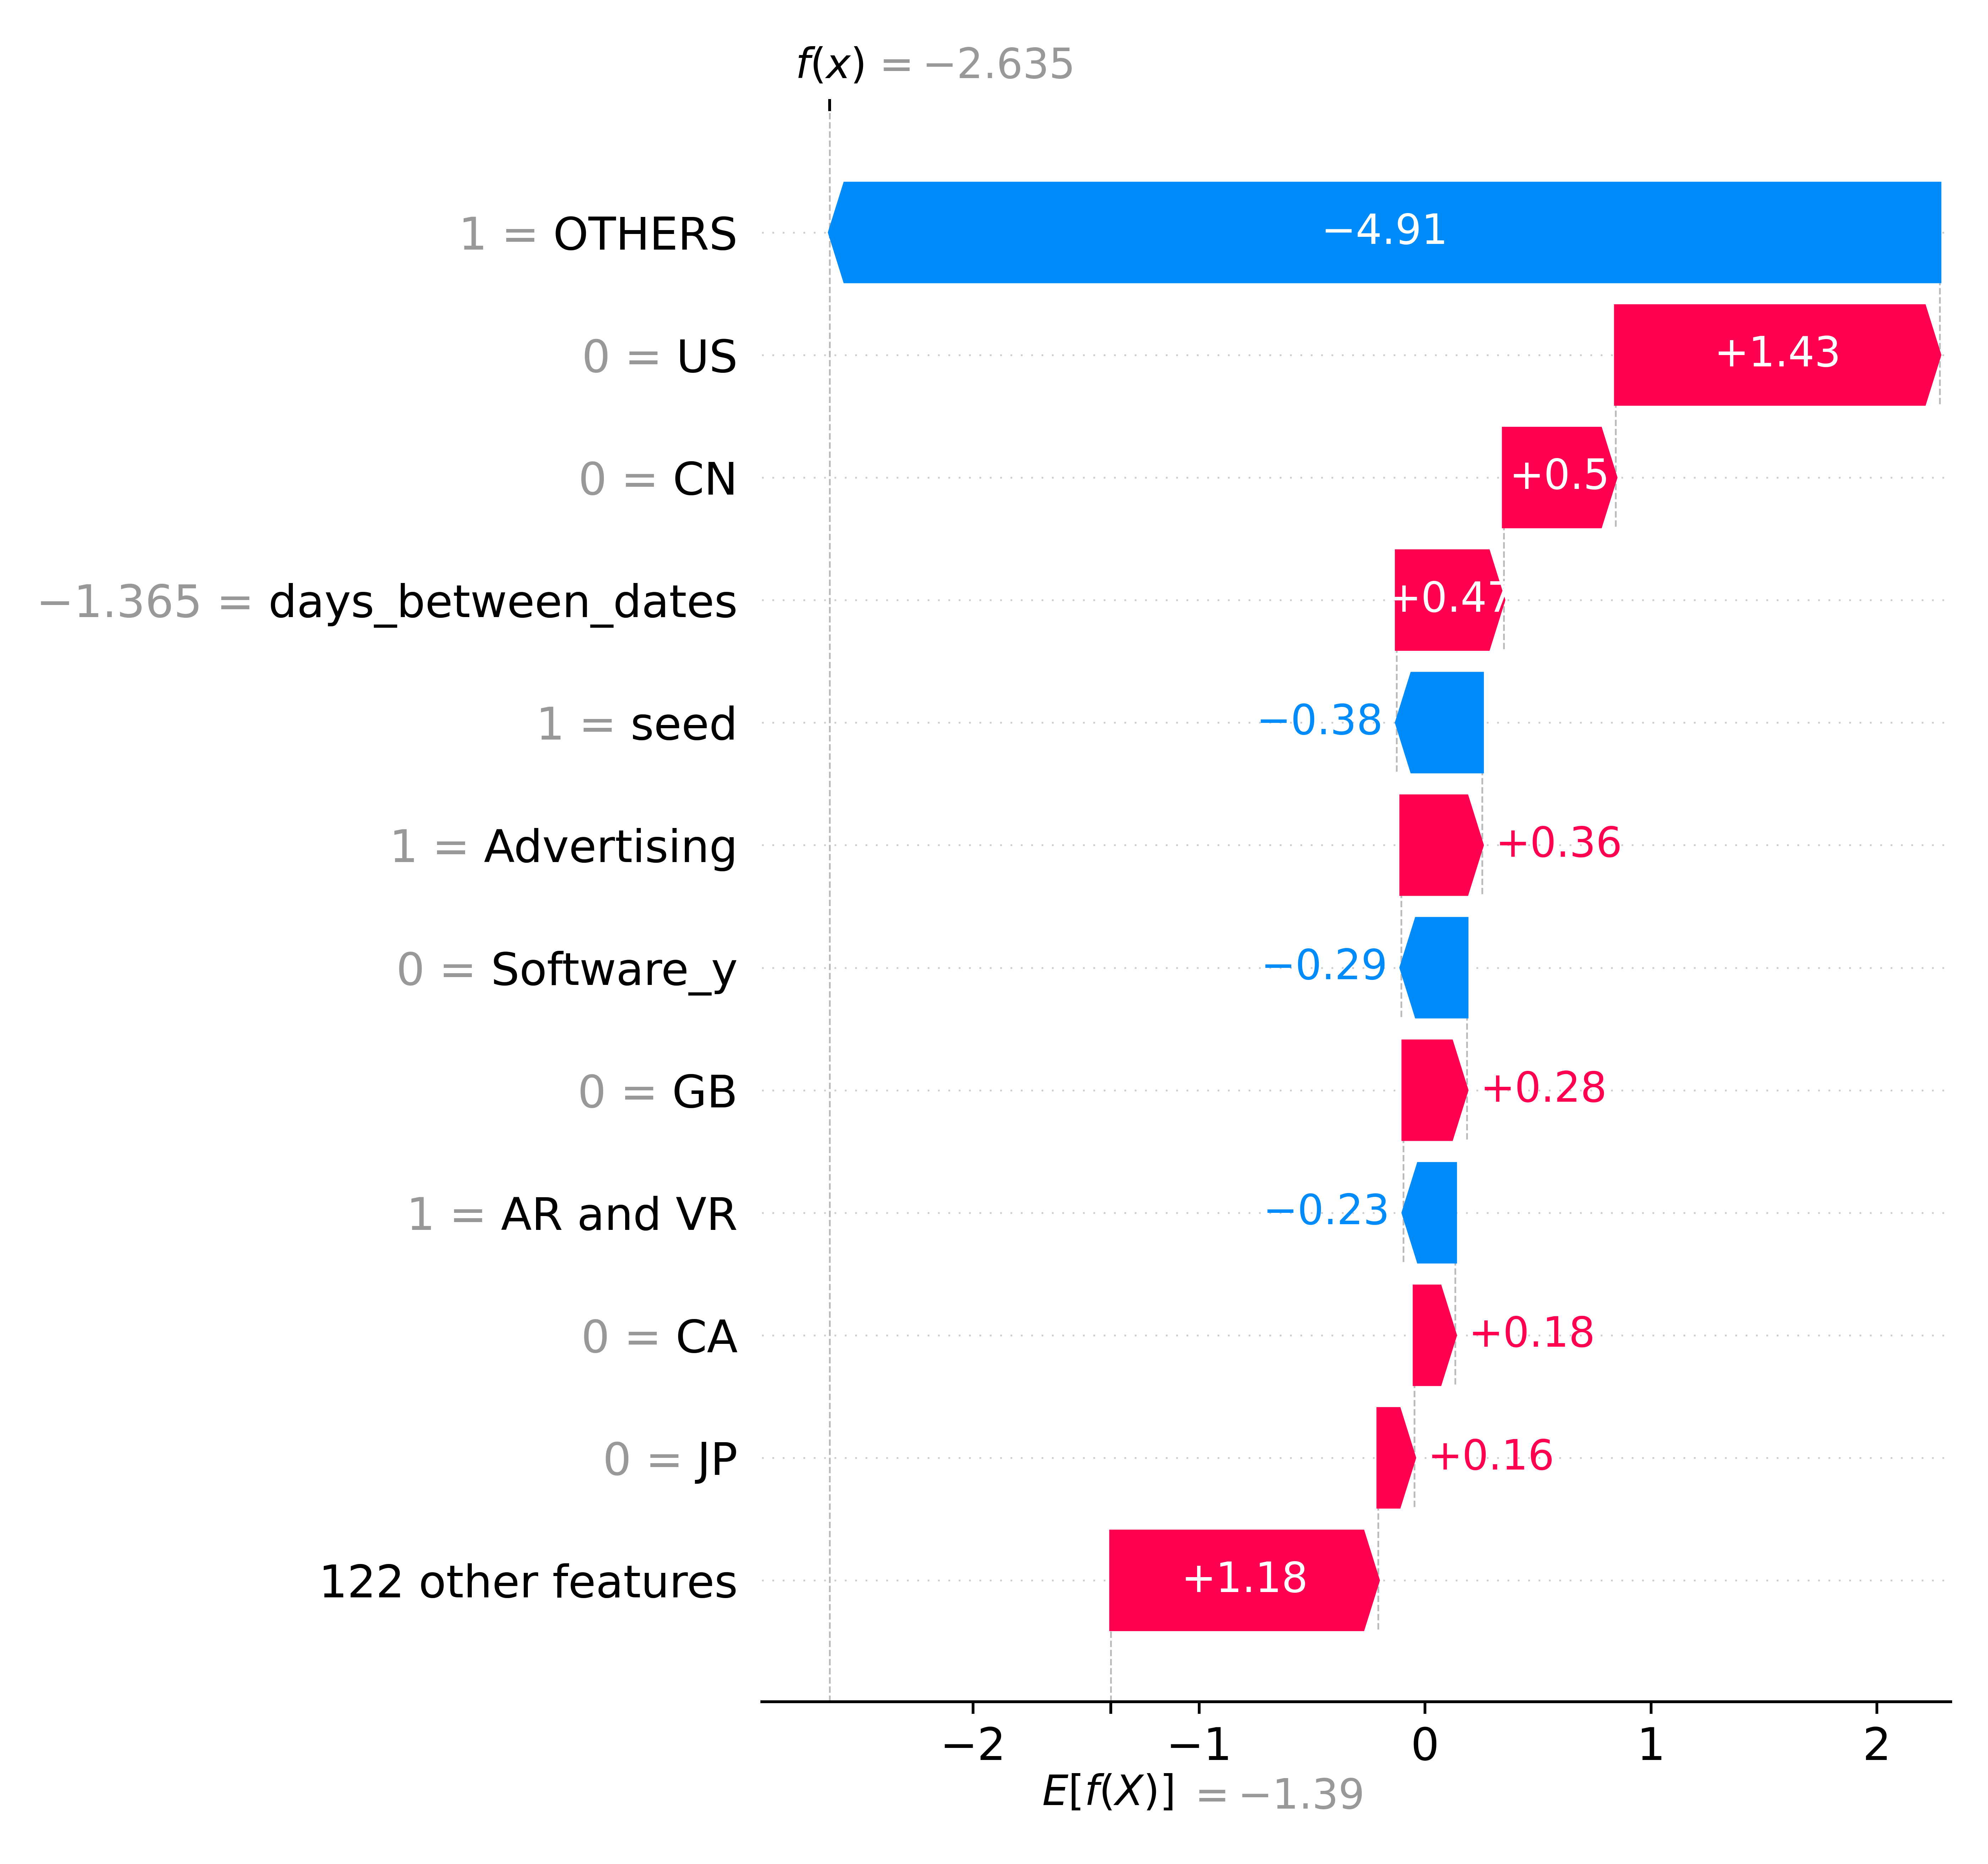 f(x) = −2.635
1 = OTHERS −4.91
0 = US +1.43
0 = CN +0.5
−1.365 = days_between_dates +0.47
1 = seed −0.38
1 = Advertising +0.36
0 = Software_y −0.29
0 = GB +0.28
1 = AR and VR −0.23
0 = CA +0.18
0 = JP +0.16
122 other features +1.18
−2 −1 0 1 2
E[f(X)] = −1.39